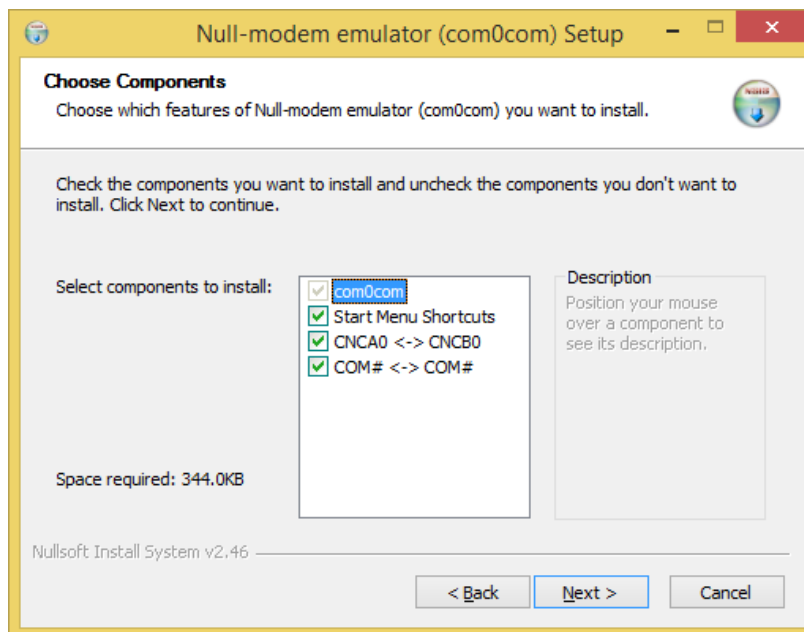 Null-modem emulator (com0com) Setup
Choose Components
Choose which features of Null-modem emulator (com0com) you want to install.
Check the components you want to install and uncheck the components you don't want to
install. Click Next to continue.
Select components to install:
com0com
Start Menu Shortcuts
CNCA0 <-> CNCB0
COM# <-> COM#
Description
Position your mouse
over a component to
see its description.
Space required: 344.0KB
Nullsoft Install System v2.46
< Back
Next >
Cancel